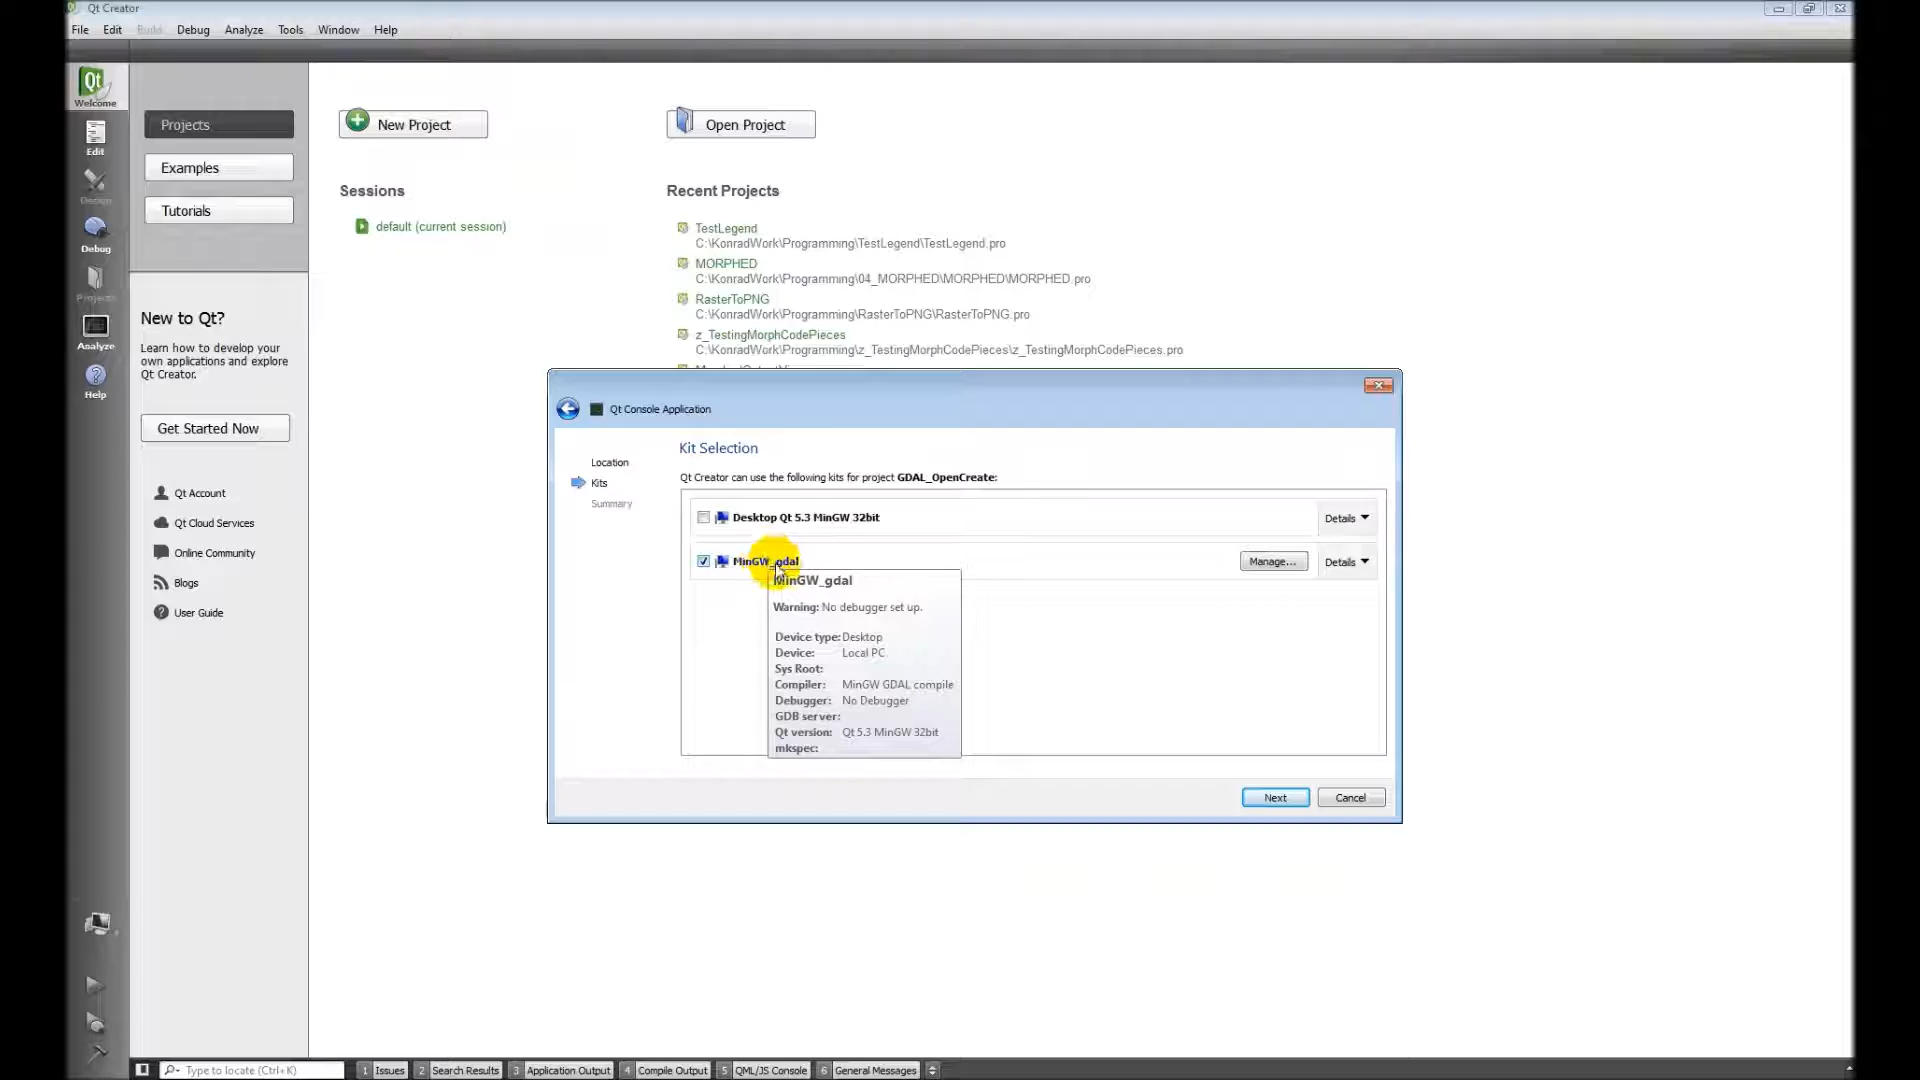 Qt Creator
File Edit Build Debug Analyze Tools Window Help
Qt
Welcome
Edit
Design
Debug
Projects
Analyze
Help
Projects
Examples
Tutorials
New to Qt?
Learn how to develop your
own applications and explore
Qt Creator.
Get Started Now
Qt Account
Qt Cloud Services
Online Community
Blogs
User Guide
New Project
Open Project
Sessions
default (current session)
Recent Projects
TestLegend
C:\KonradWork\Programming\TestLegend\TestLegend.pro
MORPHED
C:\KonradWork\Programming\04_MORPHED\MORPHED\MORPHED.pro
RasterToPNG
C:\KonradWork\Programming\RasterToPNG\RasterToPNG.pro
z_TestingMorphCodePieces
C:\KonradWork\Programming\z_TestingMorphCodePieces\z_TestingMorphCodePieces.pro
Qt Console Application
Location
Kits
Summary
Kit Selection
Qt Creator can use the following kits for project GDAL_OpenCreate:
Desktop Qt 5.3 MinGW 32bit
Details
MinGW_gdal
Manage...
Details
MinGW_gdal
Warning: No debugger set up.
Device type: Desktop
Device: Local PC
Sys Root:
Compiler: MinGW GDAL compile
Debugger: No Debugger
GDB server:
Qt version: Qt 5.3 MinGW 32bit
mkspec:
Next
Cancel
Type to locate (Ctrl+K)
1 Issues
2 Search Results
3 Application Output
4 Compile Output
5 QML/JS Console
6 General Messages